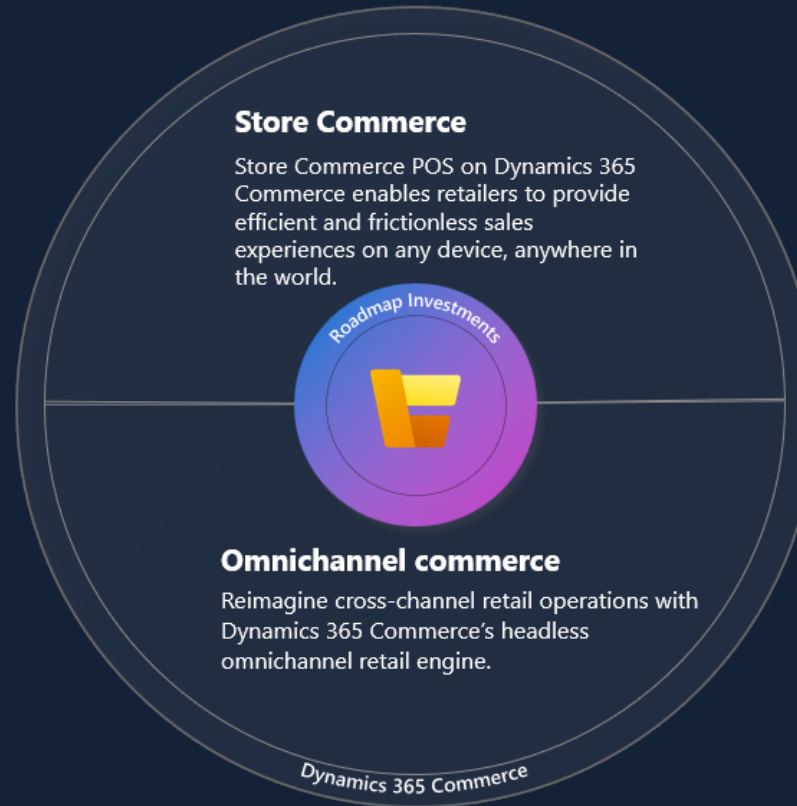 Store Commerce
Store Commerce POS on Dynamics 365
Commerce enables retailers to provide
efficient and frictionless sales
experiences on any device, anywhere in
the world.
Roadmap Investments
Omnichannel commerce
Reimagine cross-channel retail operations with
Dynamics 365 Commerce’s headless
omnichannel retail engine.
Dynamics 365 Commerce